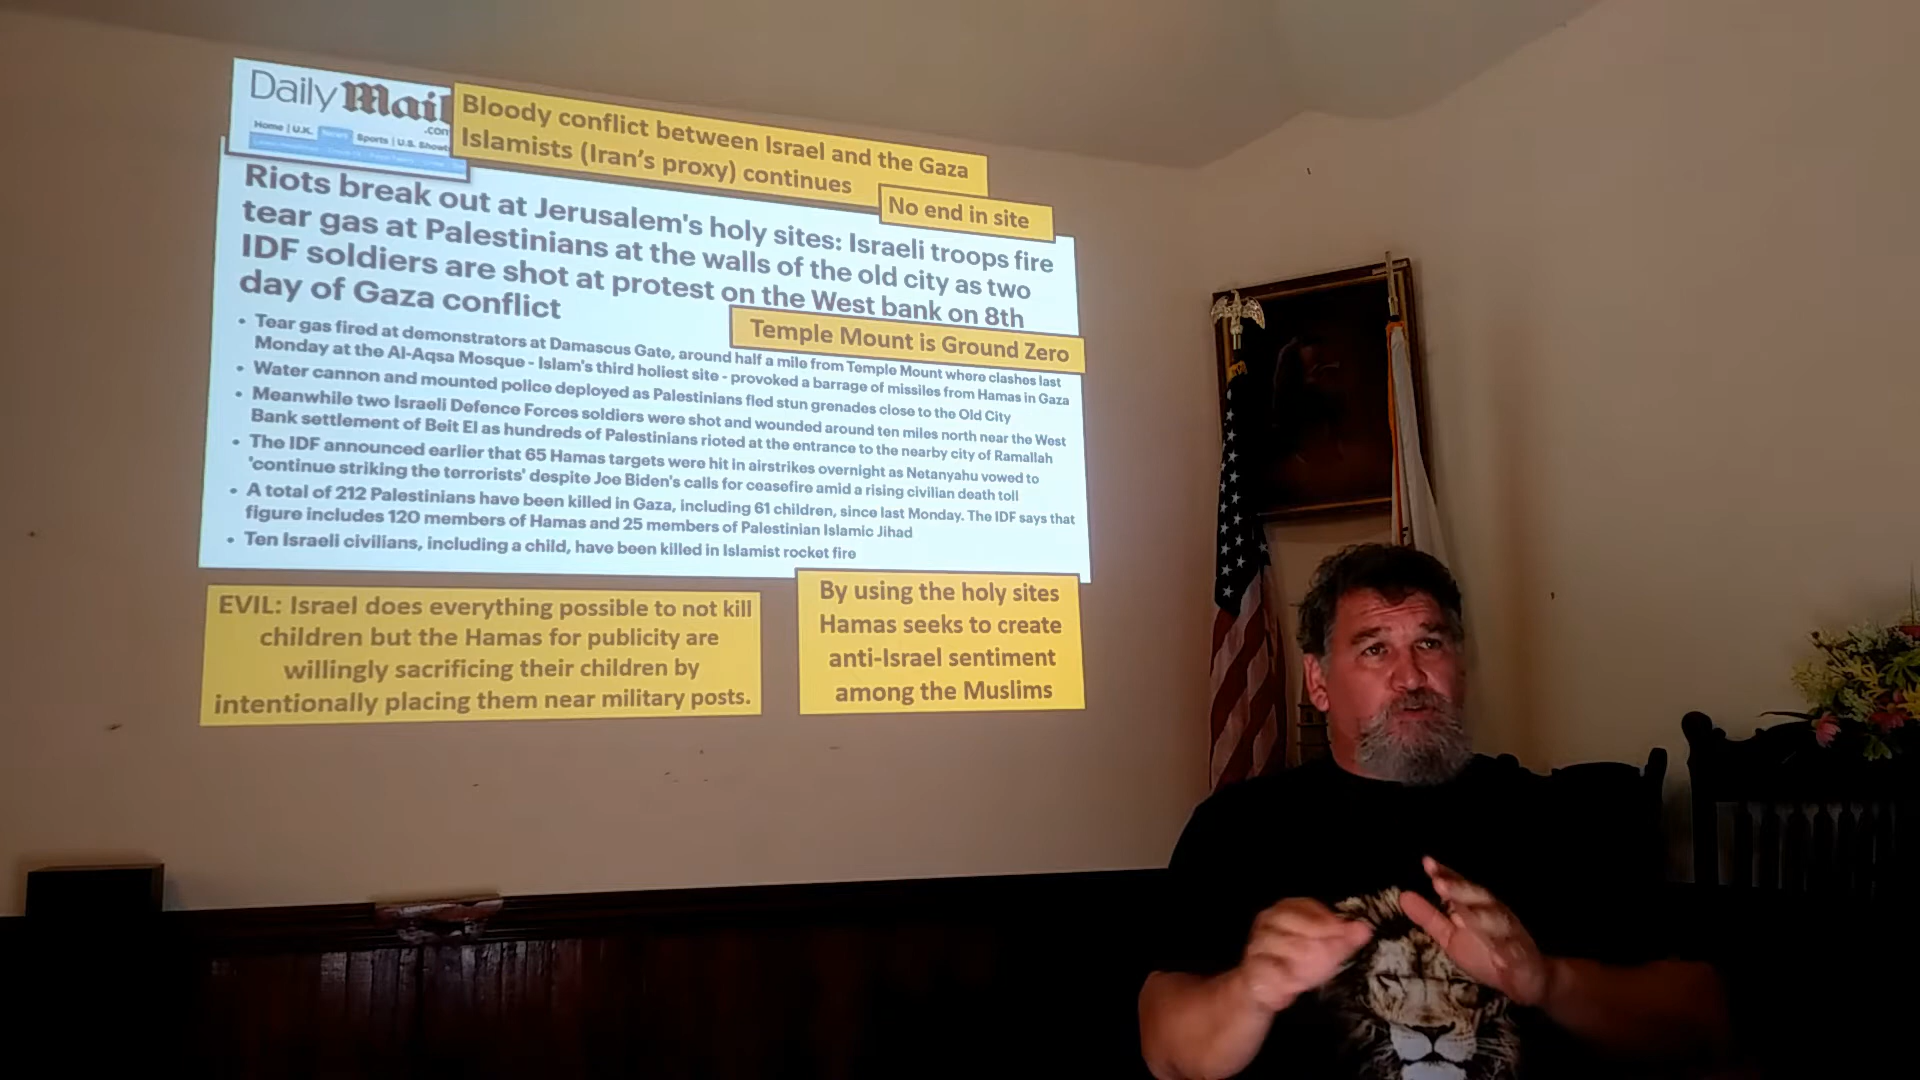 Daily Mail
.com
Home | U.K. News Sports | U.S. Showb
Bloody conflict between Israel and the Gaza
Islamists (Iran's proxy) continues
No end in site
Riots break out at Jerusalem's holy sites: Israeli troops fire
tear gas at Palestinians at the walls of the old city as two
IDF soldiers are shot at protest on the West bank on 8th
day of Gaza conflict
Temple Mount is Ground Zero
• Tear gas fired at demonstrators at Damascus Gate, around half a mile from Temple Mount where clashes last
Monday at the Al-Aqsa Mosque - Islam's third holiest site - provoked a barrage of missiles from Hamas in Gaza
• Water cannon and mounted police deployed as Palestinians fled stun grenades close to the Old City
• Meanwhile two Israeli Defence Forces soldiers were shot and wounded around ten miles north near the West
Bank settlement of Beit El as hundreds of Palestinians rioted at the entrance to the nearby city of Ramallah
• The IDF announced earlier that 65 Hamas targets were hit in airstrikes overnight as Netanyahu vowed to
'continue striking the terrorists' despite Joe Biden's calls for ceasefire amid a rising civilian death toll
• A total of 212 Palestinians have been killed in Gaza, including 61 children, since last Monday. The IDF says that
figure includes 120 members of Hamas and 25 members of Palestinian Islamic Jihad
• Ten Israeli civilians, including a child, have been killed in Islamist rocket fire
EVIL: Israel does everything possible to not kill
children but the Hamas for publicity are
willingly sacrificing their children by
intentionally placing them near military posts.
By using the holy sites
Hamas seeks to create
anti-Israel sentiment
among the Muslims